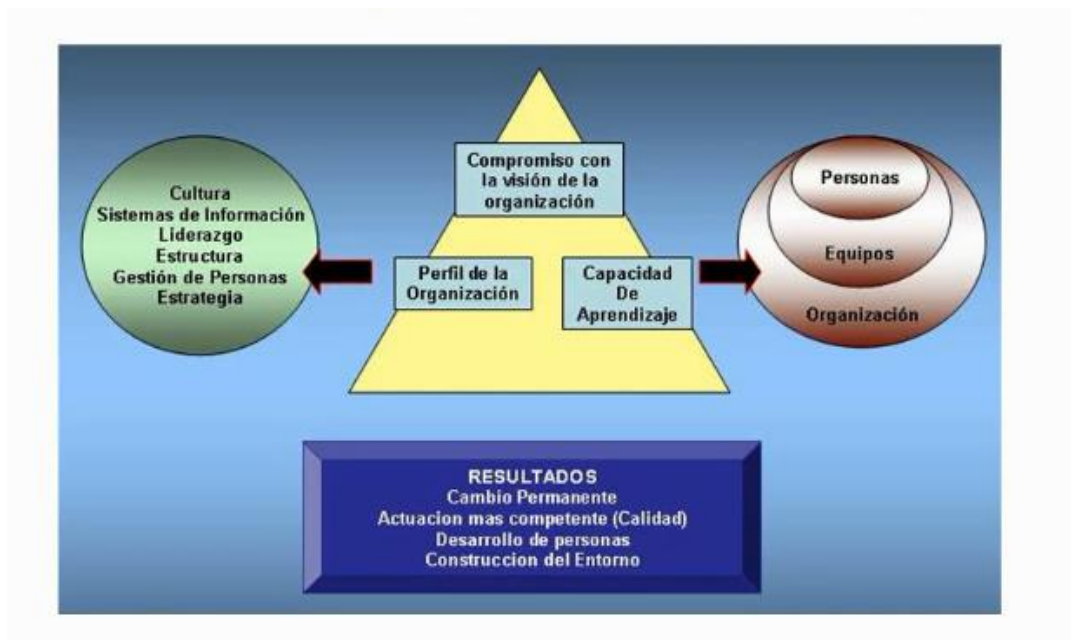 Cultura
Sistemas de Información
Liderazgo
Estructura
Gestión de Personas
Estrategia
Compromiso con
la visión de la
organización
Perfil de la
Organización
Capacidad
De
Aprendizaje
Personas
Equipos
Organización
RESULTADOS
Cambio Permanente
Actuacion mas competente (Calidad)
Desarrollo de personas
Construccion del Entorno